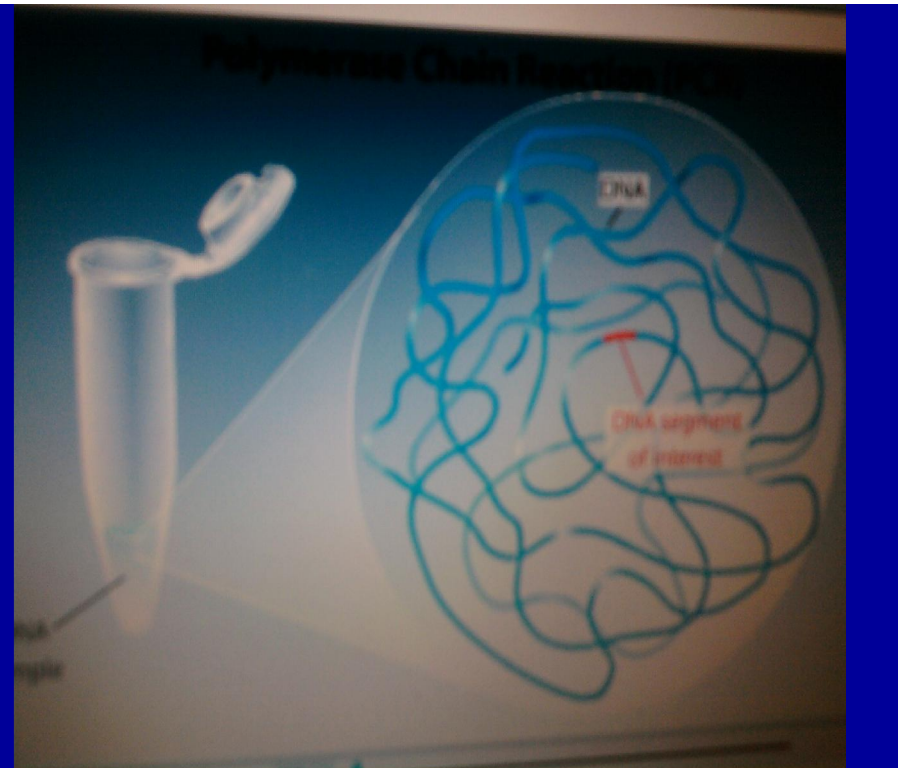 Polymerase Chain Reaction (PCR)
DNA
DNA segment
of interest